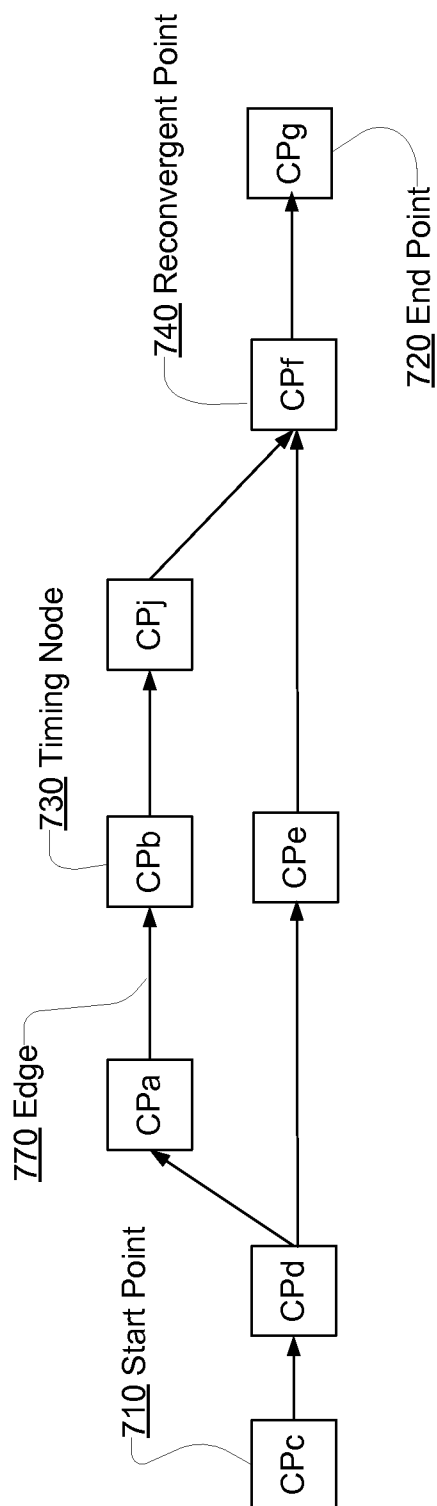 710 Start Point
770 Edge
730 Timing Node
740 Reconvergent Point
CPa
CPb
CPj
CPc
CPd
CPe
CPf
CPg
720 End Point